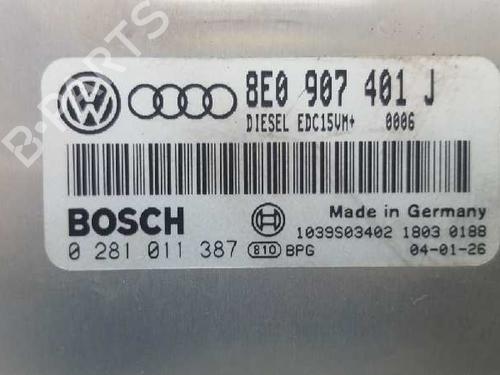 8E0 907 401 J
DIESEL EDC15VM+ 0006
BOSCH
Made in Germany
1039S03402 1803 0188
0 281 011 387 810 BPG 04-01-26
B-PARTS